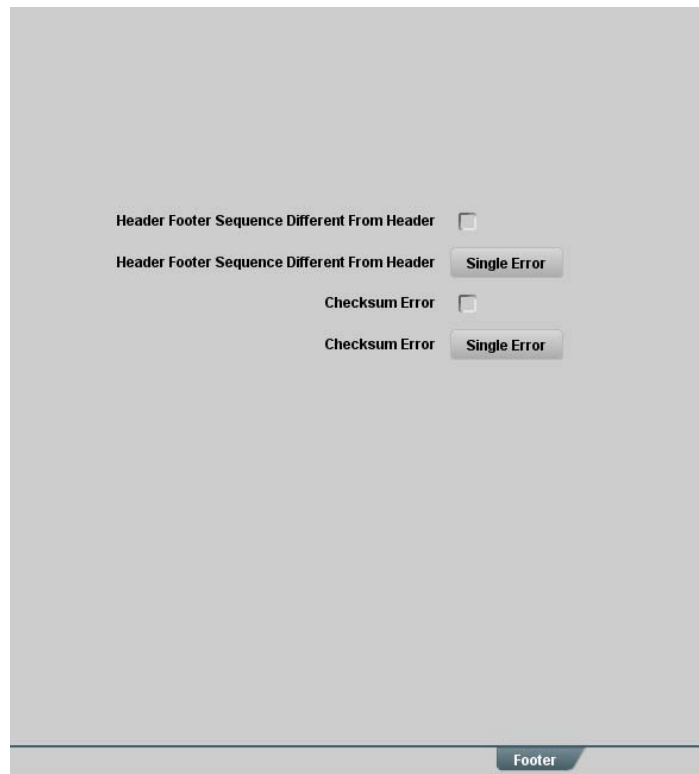 Header Footer Sequence Different From Header
Header Footer Sequence Different From Header Single Error
Checksum Error
Checksum Error Single Error
Footer